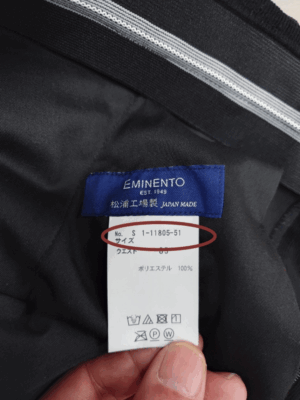 EMINENTO
EST. 1949
松浦工場製 JAPAN MADE
No. S 1-11805-51
サイズ
ウエスト
ポリエステル 100%
P W